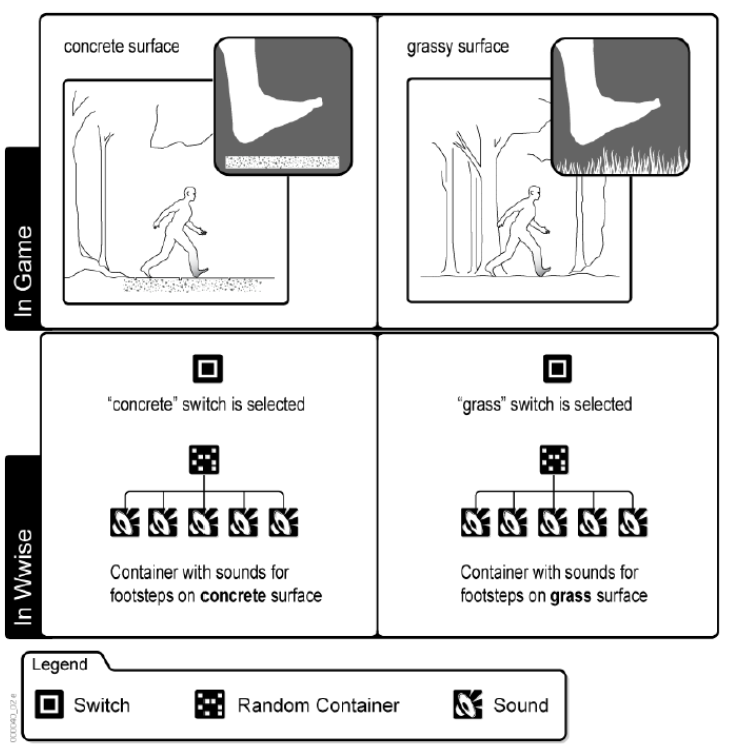 concrete surface
grassy surface
In Game
"concrete" switch is selected
"grass" switch is selected
In Wwise
Container with sounds for
footsteps on concrete surface
Container with sounds for
footsteps on grass surface
Legend
Switch
Random Container
Sound